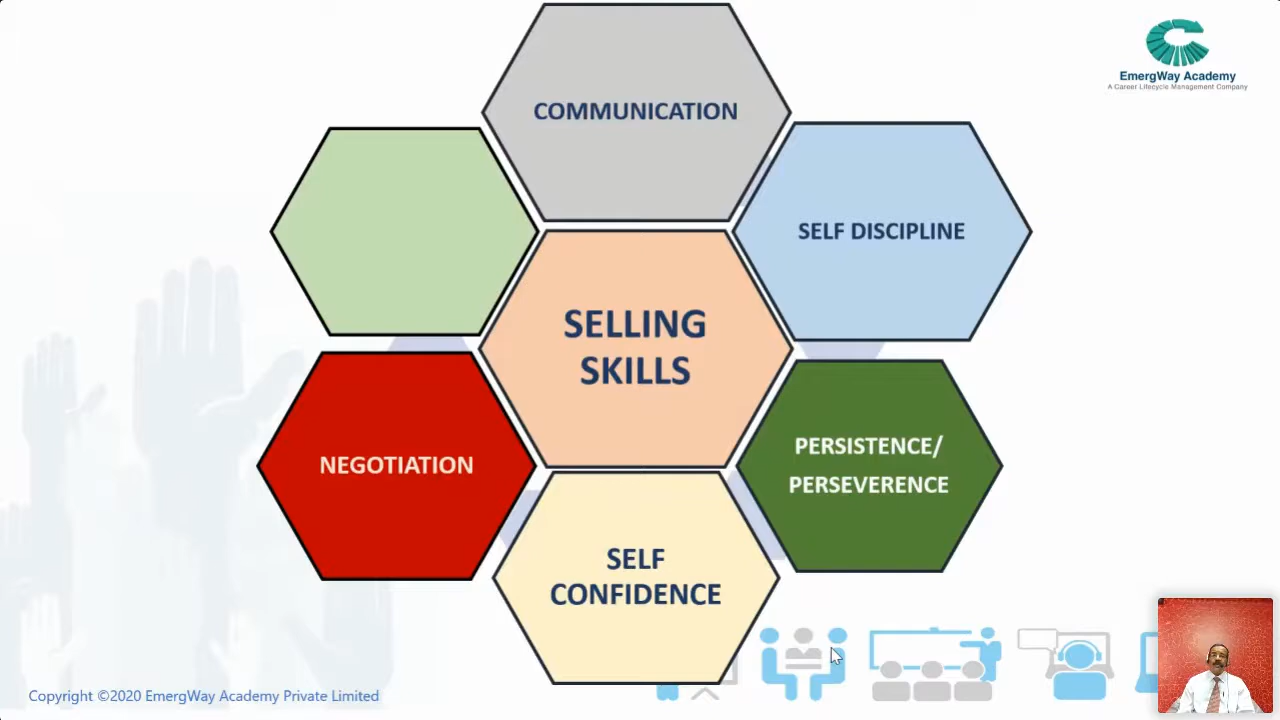 EmergWay Academy
A Career Lifecycle Management Company
COMMUNICATION
SELF DISCIPLINE
SELLING
SKILLS
PERSISTENCE/
PERSEVERENCE
NEGOTIATION
SELF
CONFIDENCE
Copyright ©2020 EmergWay Academy Private Limited